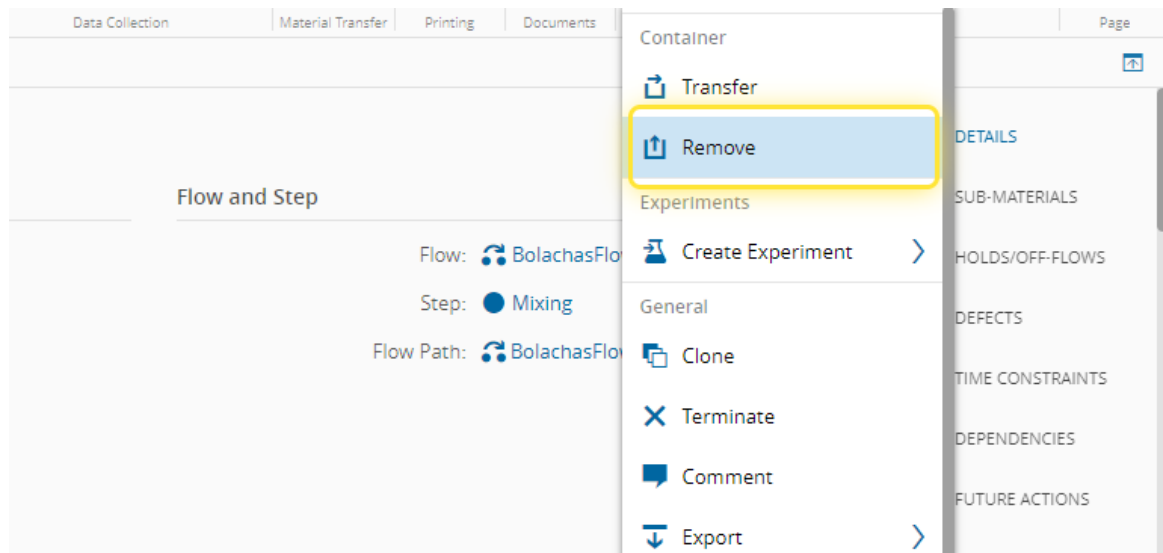 Data Collection
Material Transfer
Printing
Documents
Page
Container
Transfer
Remove
Experiments
Create Experiment
General
Clone
Terminate
Comment
Export
Flow and Step
Flow:
Step: Mixing
Flow Path:
DETAILS
SUB-MATERIALS
HOLDS/OFF-FLOWS
DEFECTS
TIME CONSTRAINTS
DEPENDENCIES
FUTURE ACTIONS